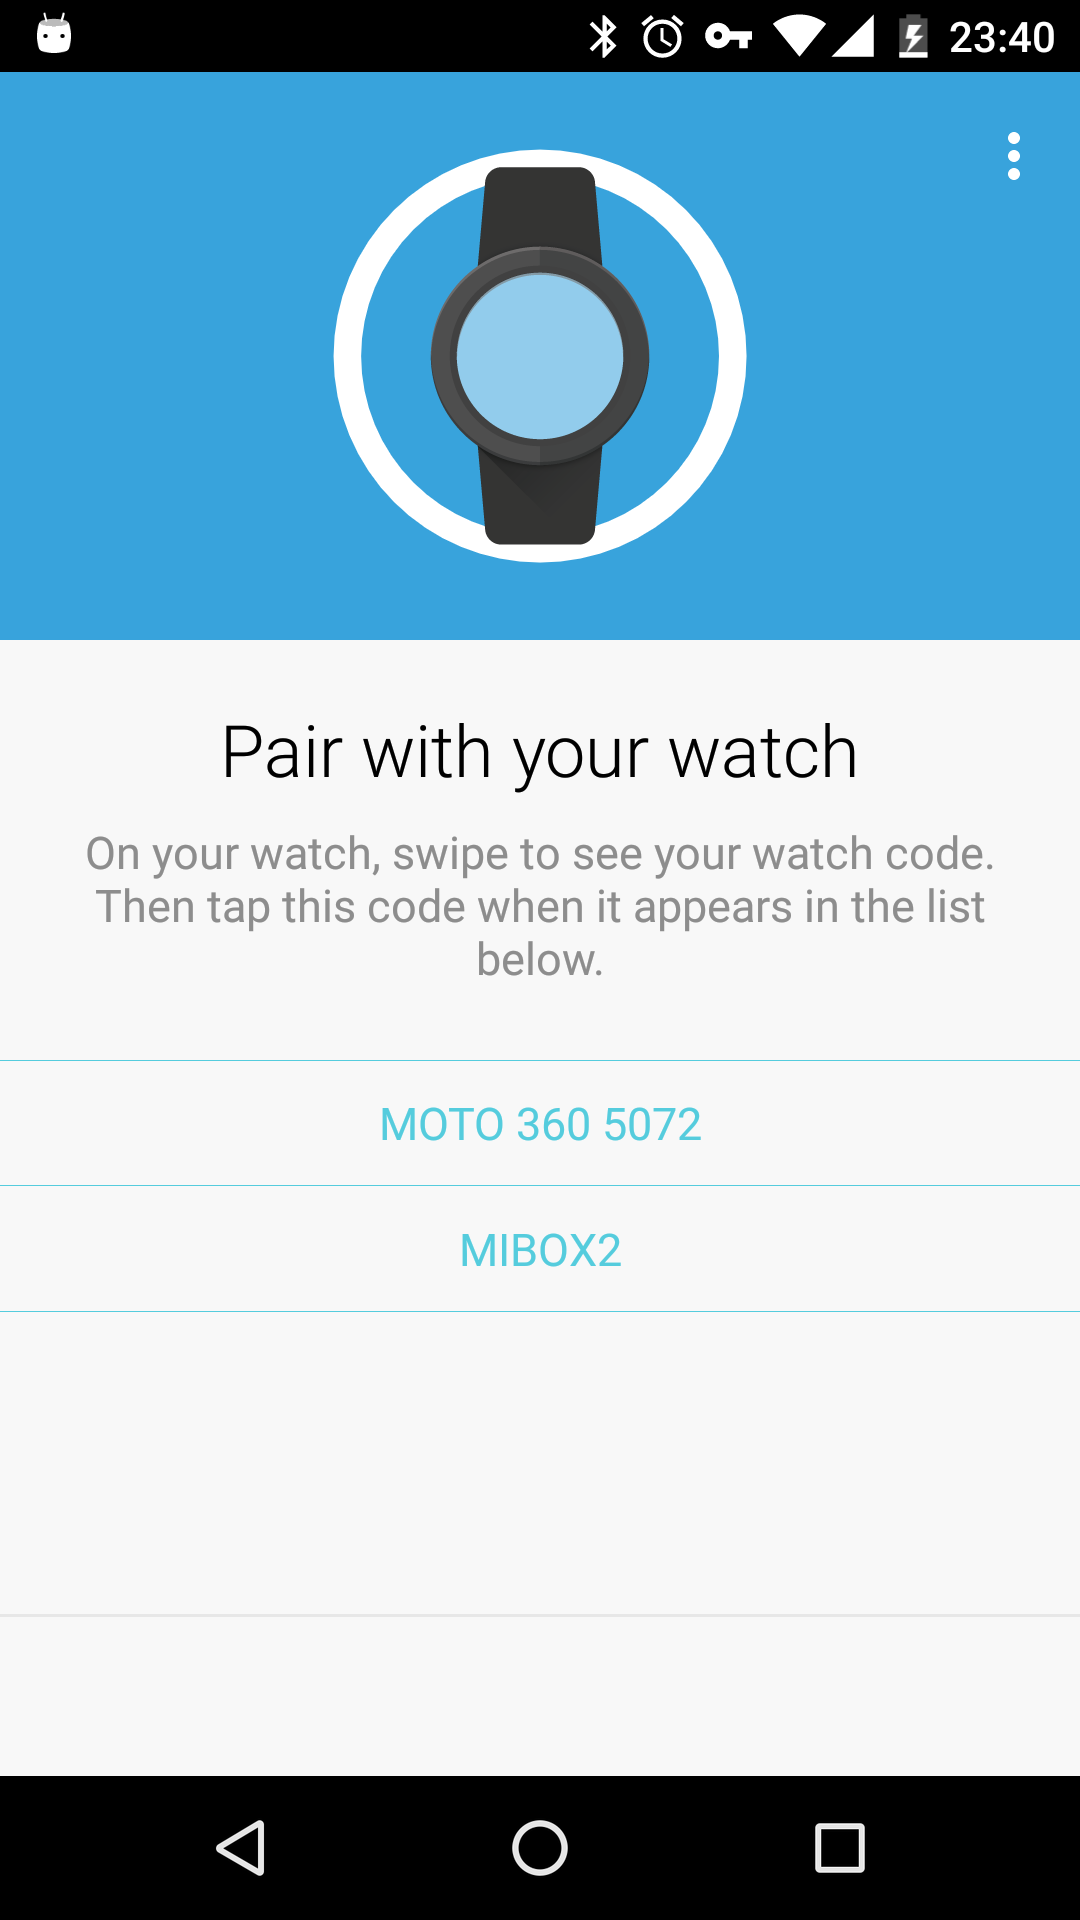 23:40
Pair with your watch
On your watch, swipe to see your watch code.
Then tap this code when it appears in the list
below.
MOTO 360 5072
MIBOX2